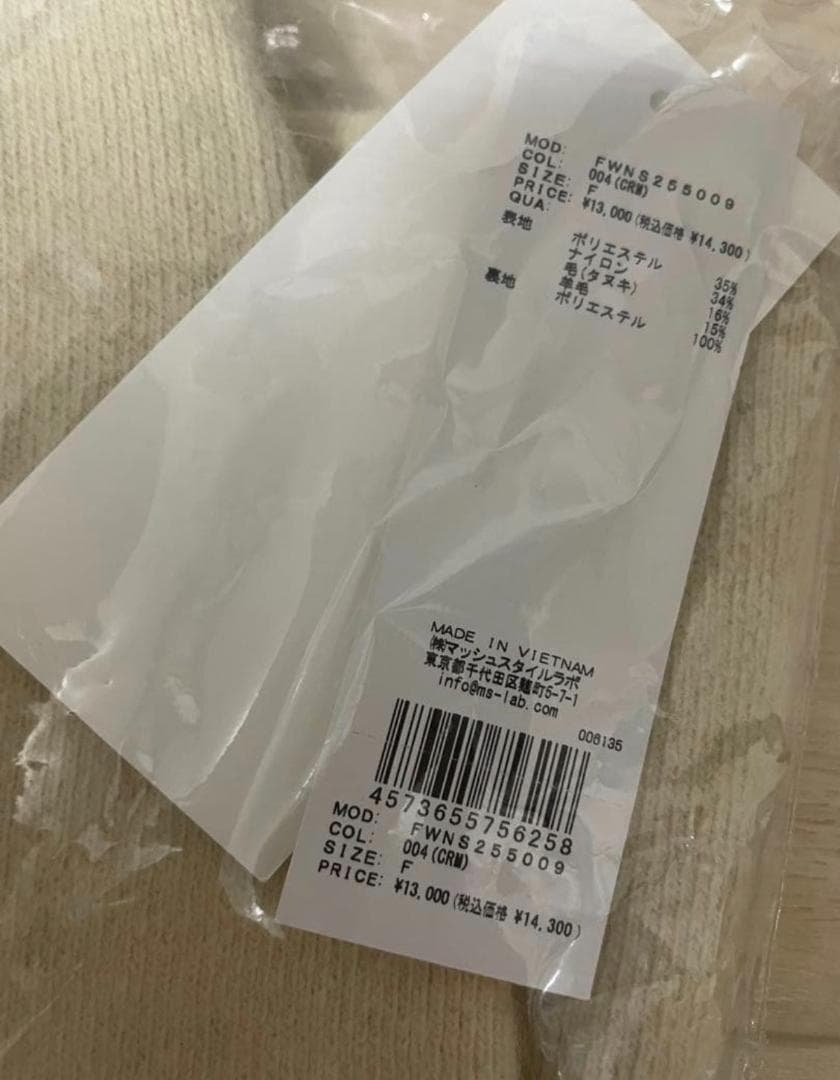 MOD: FWNS255009
COL: 004(CRM)
SIZE: F
PRICE: ¥13,000(税込価格 ¥14,300)
QUA:
表地 ポリエステル 35%
ナイロン 34%
毛(タヌキ) 16%
羊毛 15%
裏地 ポリエステル 100%
MADE IN VIETNAM
㈱マッシュスタイルラボ
東京都千代田区麹町5-7-1
info@ms-lab.com
006135
4573655756258
MOD: FWNS255009
COL: 004(CRM)
SIZE: F
PRICE: ¥13,000(税込価格 ¥14,300)